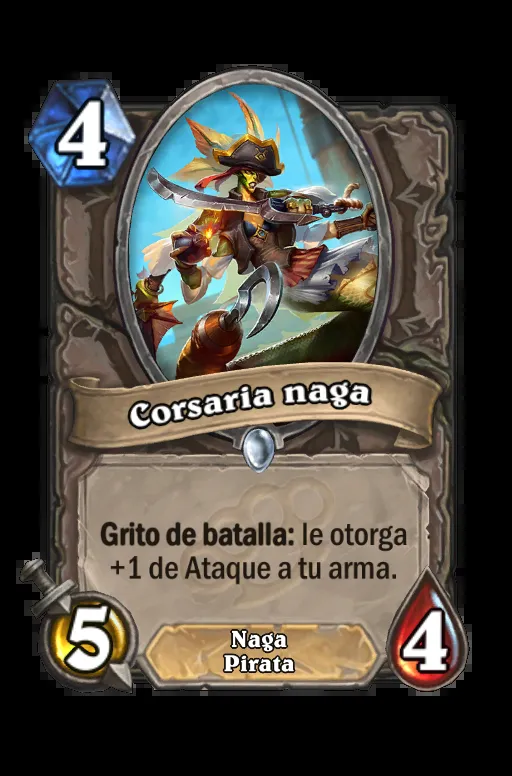 4
Corsaria naga
Grito de batalla: le otorga
+1 de Ataque a tu arma.
5
Naga
Pirata
4